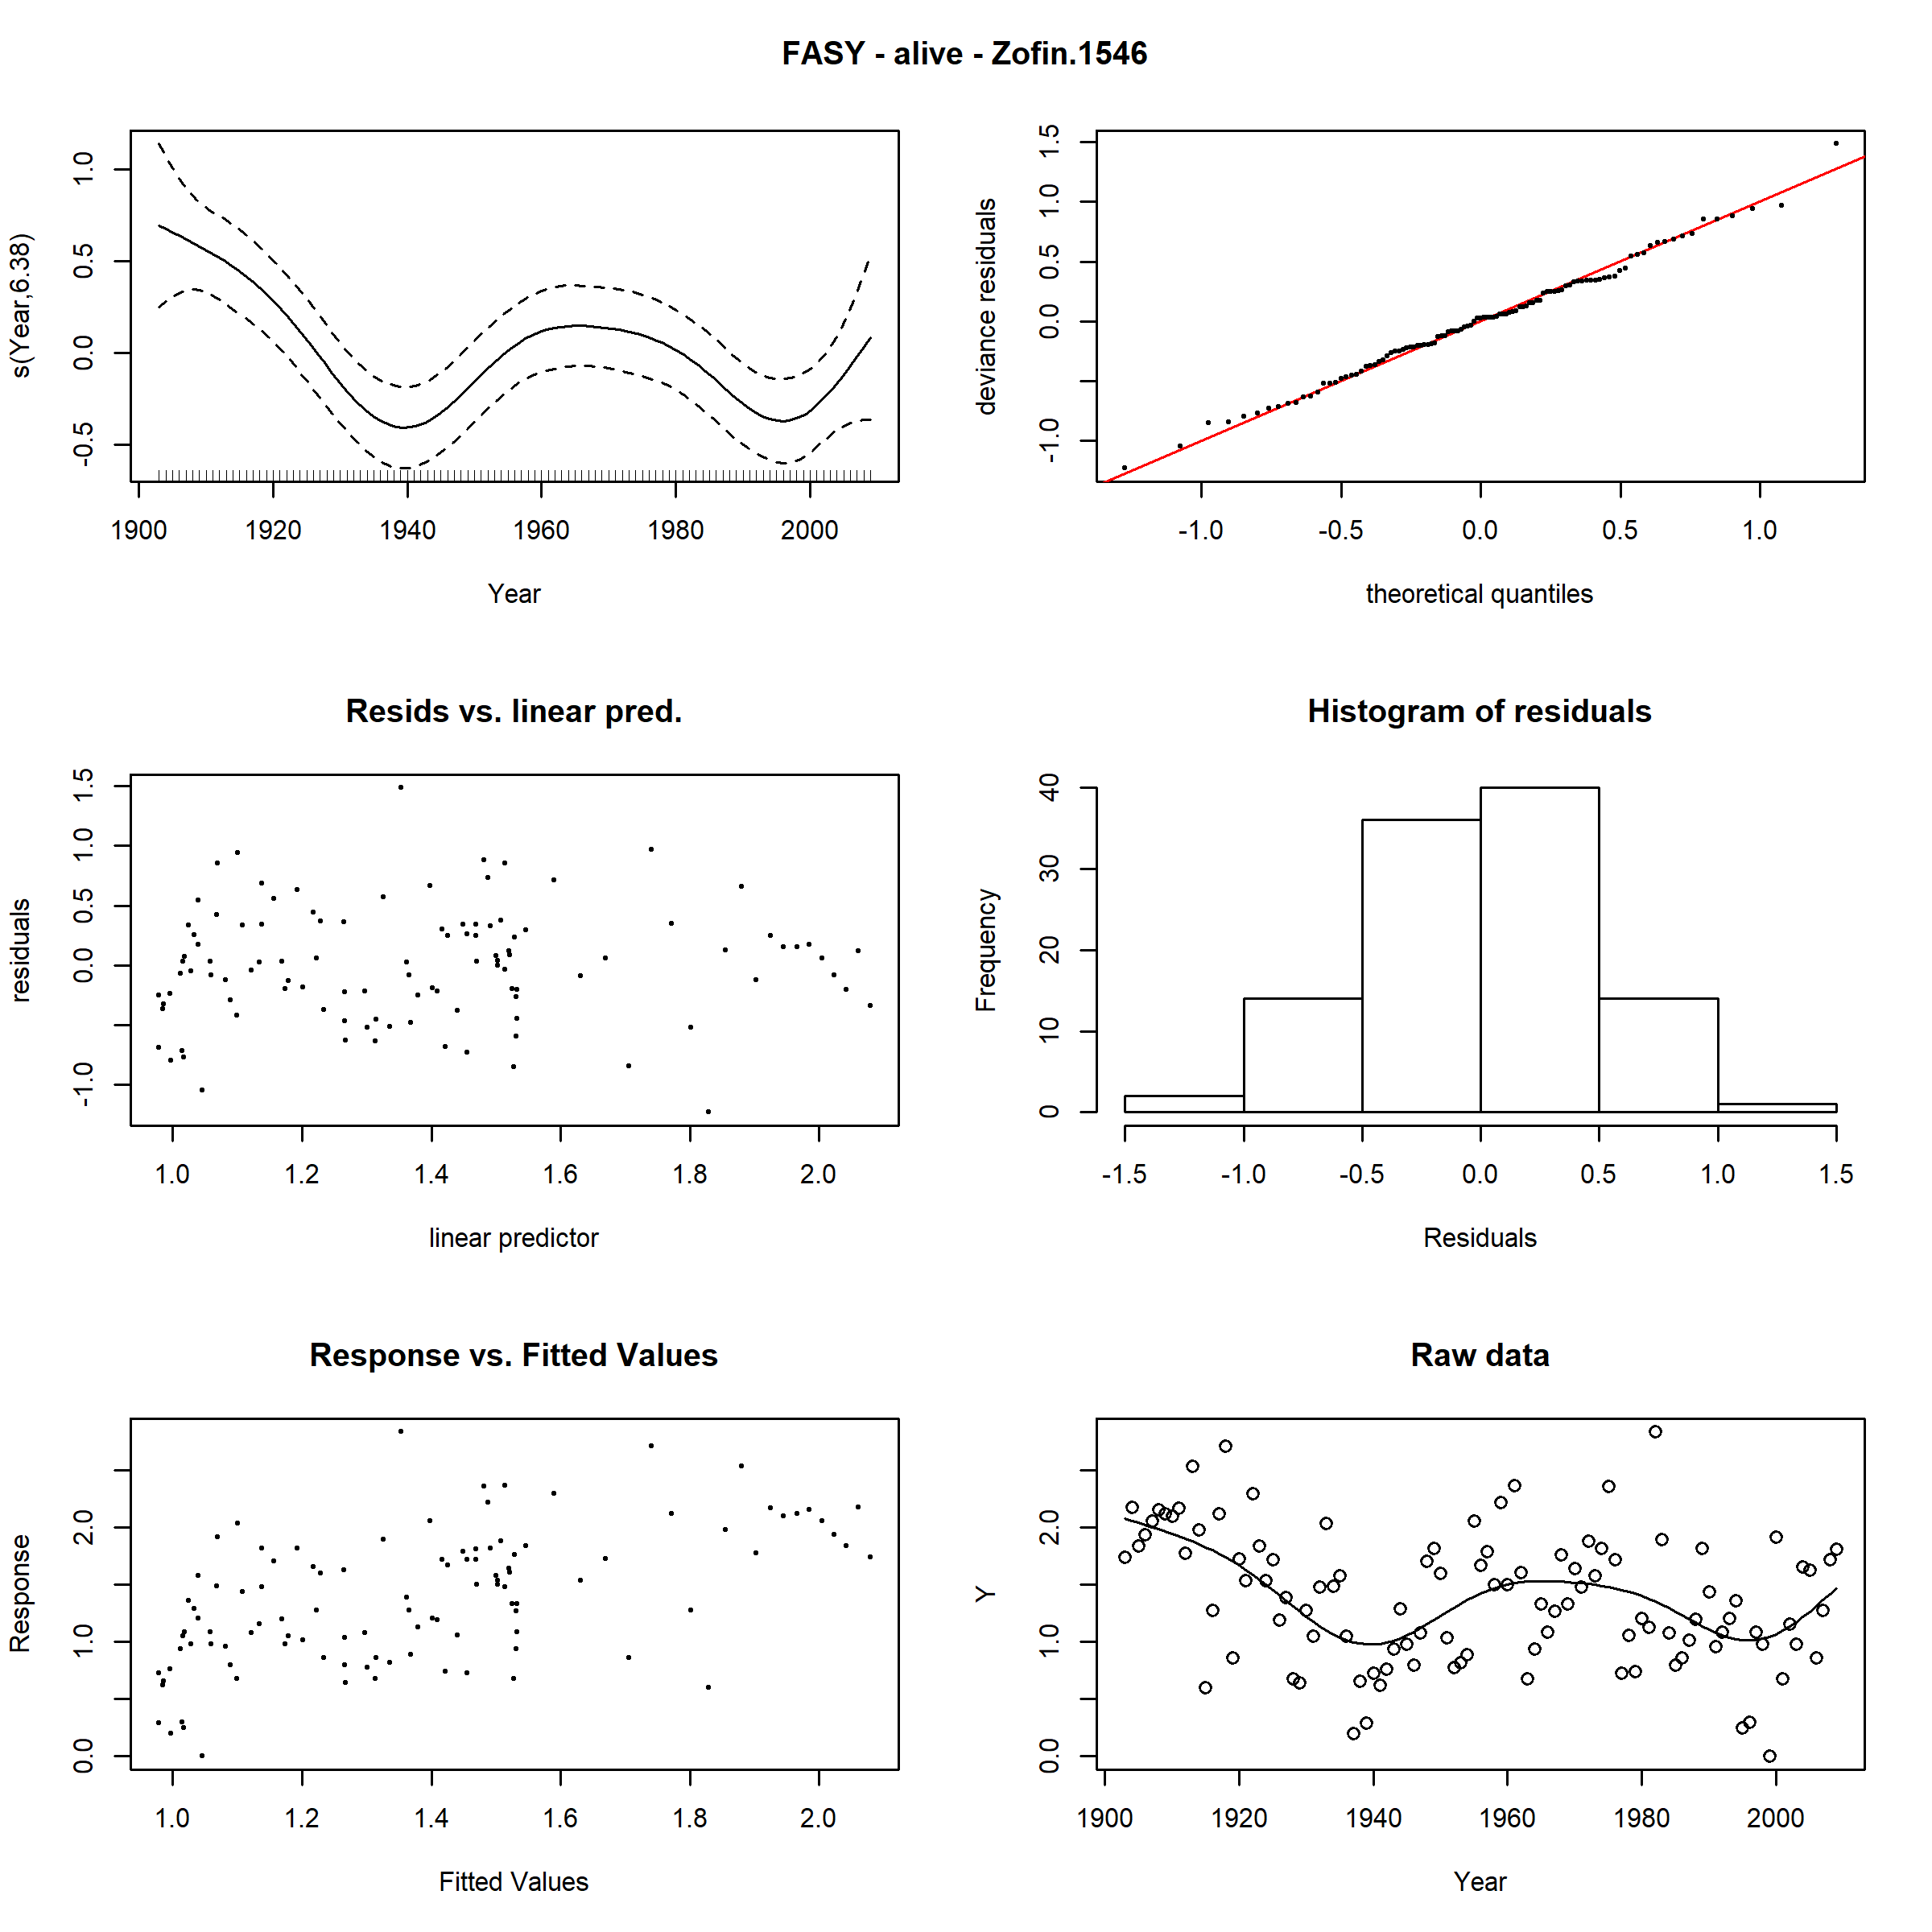 FASY - alive - Zofin.1546
s(Year,6.38)
1.0
0.5
0.0
-0.5
1900 1920 1940 1960 1980 2000
Year
deviance residuals
1.5
1.0
0.5
0.0
-1.0
-1.0 -0.5 0.0 0.5 1.0
theoretical quantiles
Resids vs. linear pred.
residuals
1.5
1.0
0.5
0.0
-1.0
1.0 1.2 1.4 1.6 1.8 2.0
linear predictor
Histogram of residuals
Frequency
40
30
20
10
0
-1.5 -1.0 -0.5 0.0 0.5 1.0 1.5
Residuals
Response vs. Fitted Values
Response
2.0
1.0
0.0
1.0 1.2 1.4 1.6 1.8 2.0
Fitted Values
Raw data
Y
2.0
1.0
0.0
1900 1920 1940 1960 1980 2000
Year